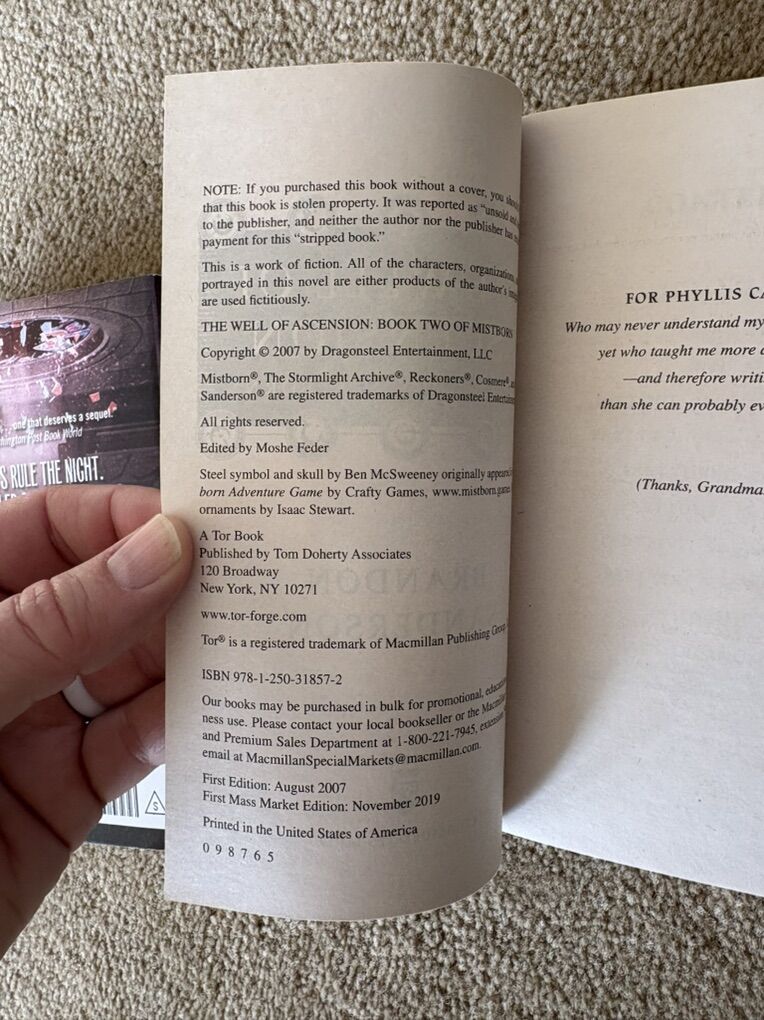 NOTE: If you purchased this book without a cover, you
that this book is stolen property. It was reported as “unsold
to the publisher, and neither the author nor the publisher has
payment for this “stripped book.”
This is a work of fiction. All of the characters, organizations,
portrayed in this novel are either products of the author’s
are used fictitiously.
THE WELL OF ASCENSION: BOOK TWO OF MISTBORN
Copyright © 2007 by Dragonsteel Entertainment, LLC
Mistborn®, The Stormlight Archive®, Reckoners®, Cosmere®
Sanderson® are registered trademarks of Dragonsteel
All rights reserved.
Edited by Moshe Feder
Steel symbol and skull by Ben McSweeney originally
born Adventure Game by Crafty Games, www.mistborn.games
ornaments by Isaac Stewart.
A Tor Book
Published by Tom Doherty Associates
120 Broadway
New York, NY 10271
www.tor-forge.com
Tor® is a registered trademark of Macmillan Publishing Group,
ISBN 978-1-250-31857-2
Our books may be purchased in bulk for promotional,
ness use. Please contact your local bookseller or the
and Premium Sales Department at 1-800-221-7945,
email at MacmillanSpecialMarkets@macmillan.com.
First Edition: August 2007
First Mass Market Edition: November 2019
Printed in the United States of America
0 9 8 7 6 5
FOR PHYLLIS
Who may never understand my
yet who taught me more
—and therefore
than she can probably
(Thanks, Grandma
one that deserves a sequel.
Post Book World
RULE THE NIGHT.